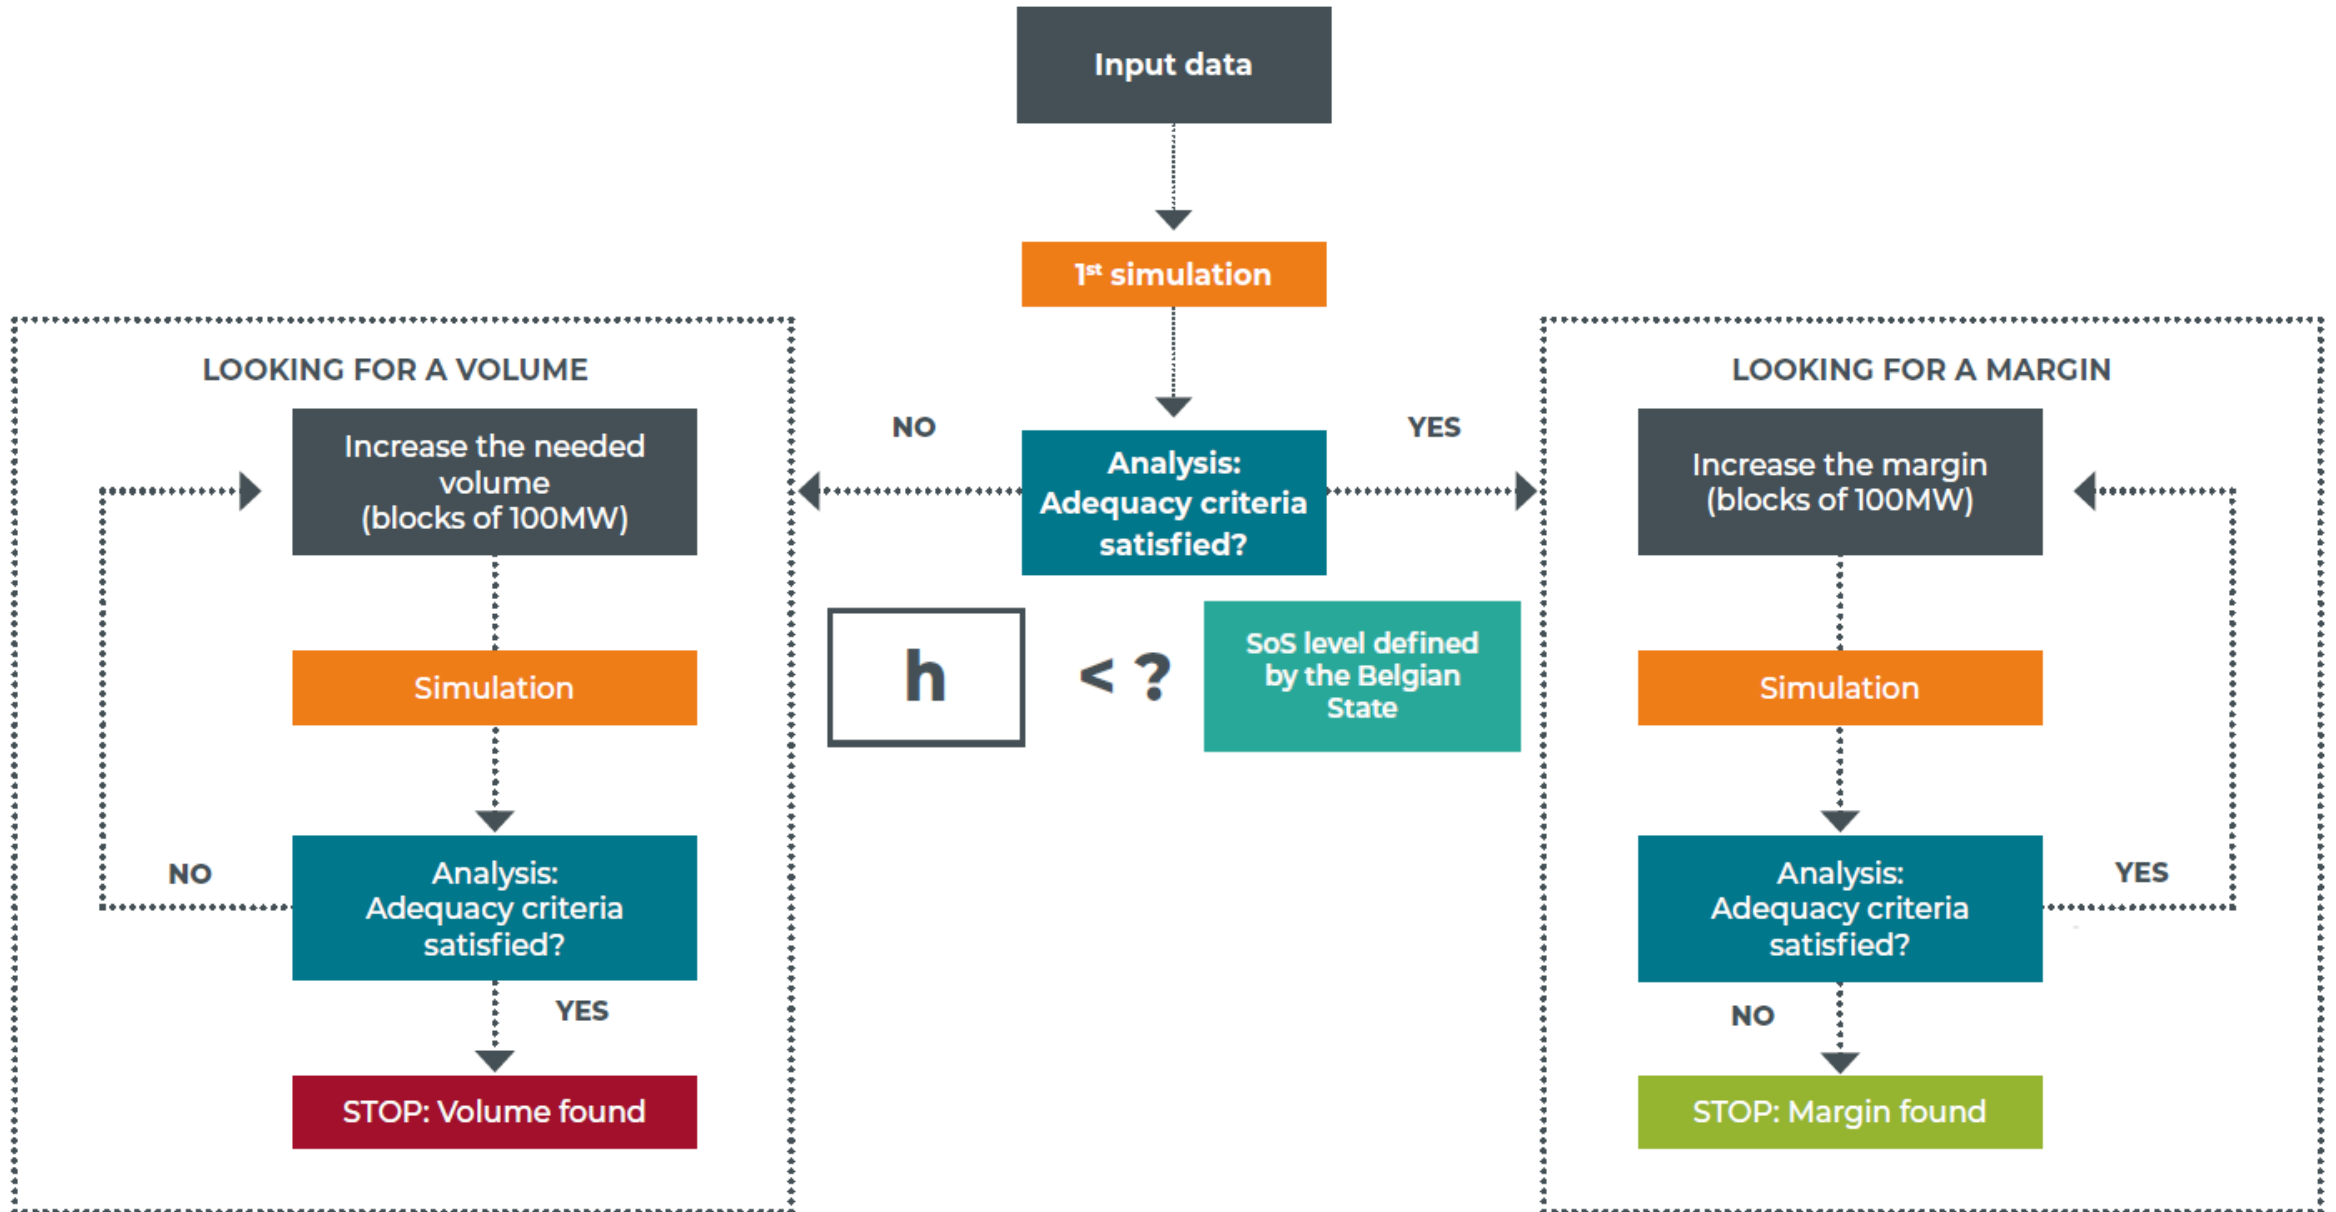 Input data
1st simulation
LOOKING FOR A VOLUME
Increase the needed
volume
(blocks of 100MW)
Simulation
NO
Analysis:
Adequacy criteria
satisfied?
YES
STOP: Volume found
NO
Analysis:
Adequacy criteria
satisfied?
YES
h
< ?
SoS level defined
by the Belgian
State
LOOKING FOR A MARGIN
Increase the margin
(blocks of 100MW)
Simulation
Analysis:
Adequacy criteria
satisfied?
YES
NO
STOP: Margin found